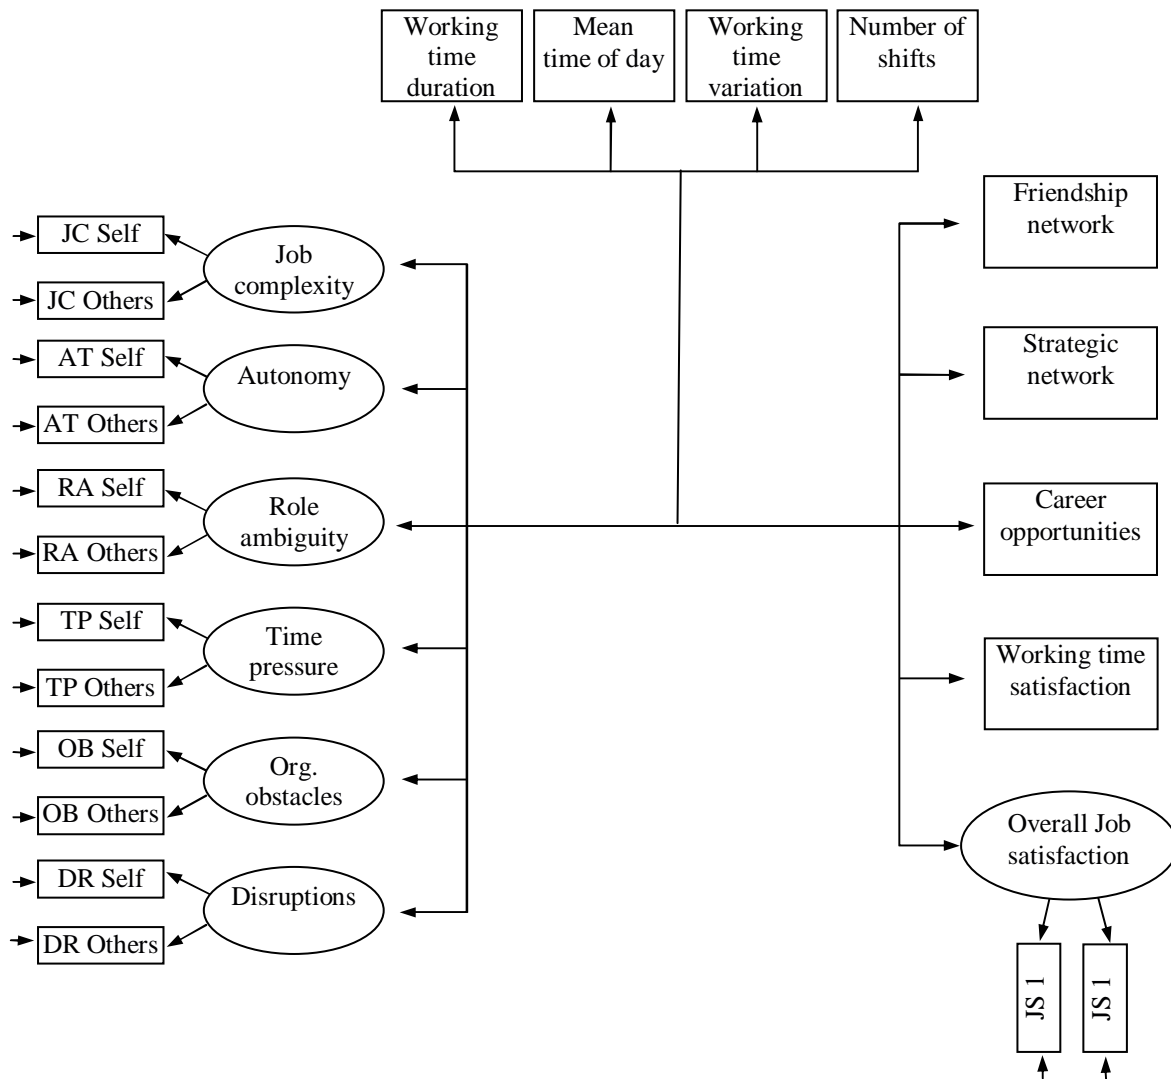 Working
time
duration
Mean
time of day
Working
time
variation
Number of
shifts
Friendship
network
Strategic
network
Career
opportunities
Working time
satisfaction
Overall Job
satisfaction
JS 1
JS 1
JC Self
JC Others
Job
complexity
AT Self
AT Others
Autonomy
RA Self
RA Others
Role
ambiguity
TP Self
TP Others
Time
pressure
OB Self
OB Others
Org.
obstacles
DR Self
DR Others
Disruptions